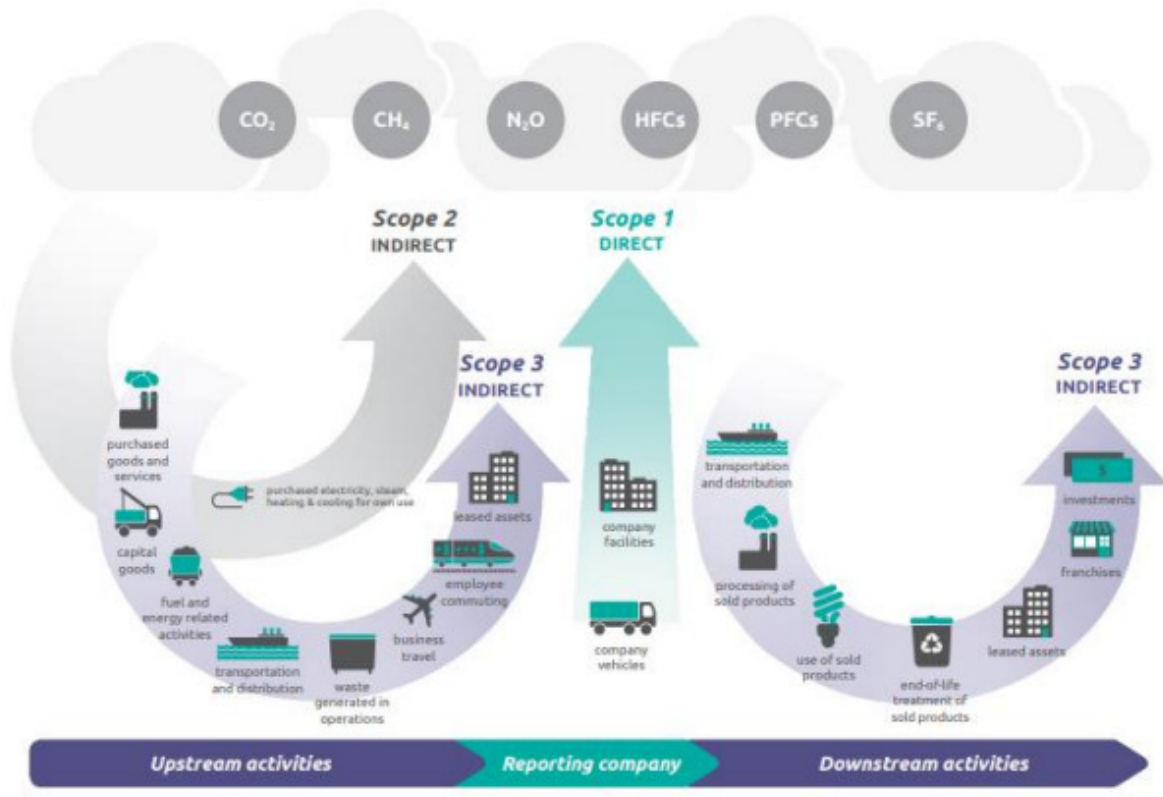 CO₂
CH₄
N₂O
HFCs
PFCs
SF₆
Scope 2
INDIRECT
Scope 1
DIRECT
Scope 3
INDIRECT
Scope 3
INDIRECT
purchased
goods and
services
capital
goods
fuel and
energy related
activities
transportation
and distribution
waste
generated in
operations
business
travel
employee
commuting
leased assets
purchased electricity, steam,
heating & cooling for own use
company
facilities
company
vehicles
transportation
and distribution
processing of
sold products
use of sold
products
end-of-life
treatment of
sold products
leased assets
franchises
$
investments
Upstream activities
Reporting company
Downstream activities